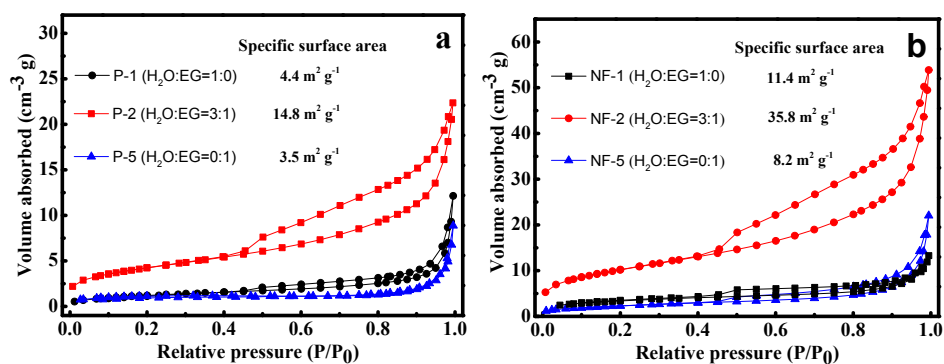 a
Specific surface area
P-1 (H₂O:EG=1:0) 4.4 m² g⁻¹
P-2 (H₂O:EG=3:1) 14.8 m² g⁻¹
P-5 (H₂O:EG=0:1) 3.5 m² g⁻¹
Volume absorbed (cm⁻³ g)
30
25
20
15
10
5
0
0.0 0.2 0.4 0.6 0.8 1.0
Relative pressure (P/P₀)
b
Specific surface area
NF-1 (H₂O:EG=1:0) 11.4 m² g⁻¹
NF-2 (H₂O:EG=3:1) 35.8 m² g⁻¹
NF-5 (H₂O:EG=0:1) 8.2 m² g⁻¹
Volume absorbed (cm⁻³ g)
60
50
40
30
20
10
0
0.0 0.2 0.4 0.6 0.8 1.0
Relative pressure (P/P₀)